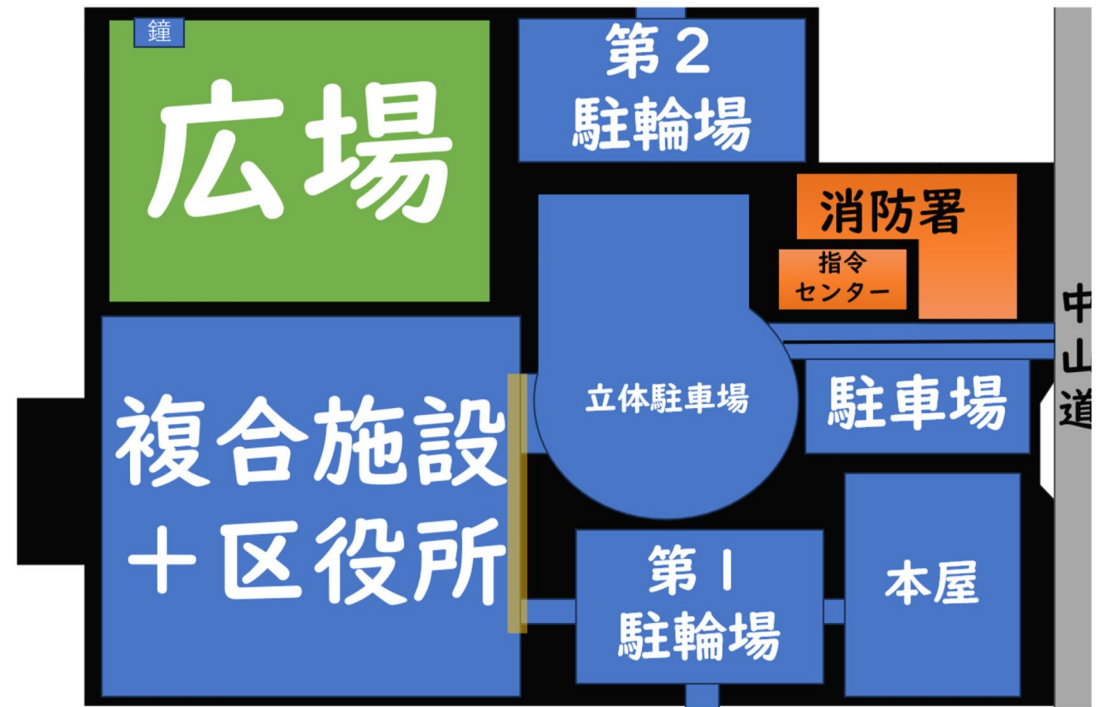 鐘
広場
第２
駐輪場
消防署
指令
センター
中山道
立体駐車場
駐車場
複合施設
＋区役所
第１
駐輪場
本屋